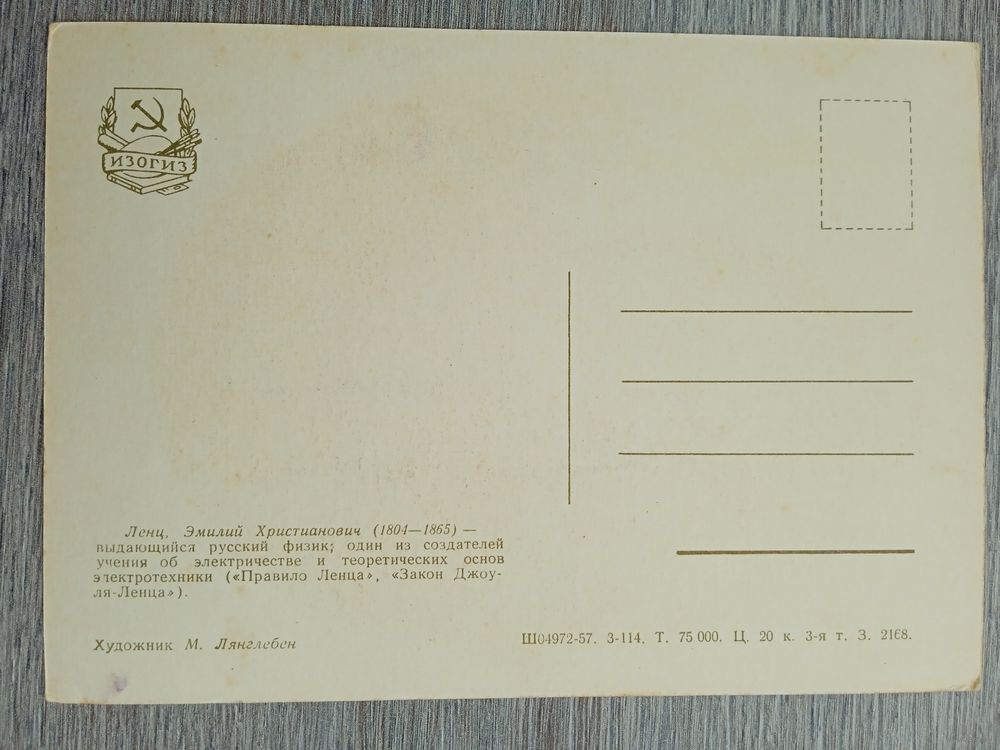 ИЗОГИЗ
Ленц, Эмилий Христианович (1804—1865) —
выдающийся русский физик; один из создателей
учения об электричестве и теоретических основ
электротехники («Правило Ленца», «Закон Джоу-
ля-Ленца»).
Художник М. Лянглебен
Ш04972-57. 3-114. Т. 75 000. Ц. 20 к. 3-я т. З. 2168.